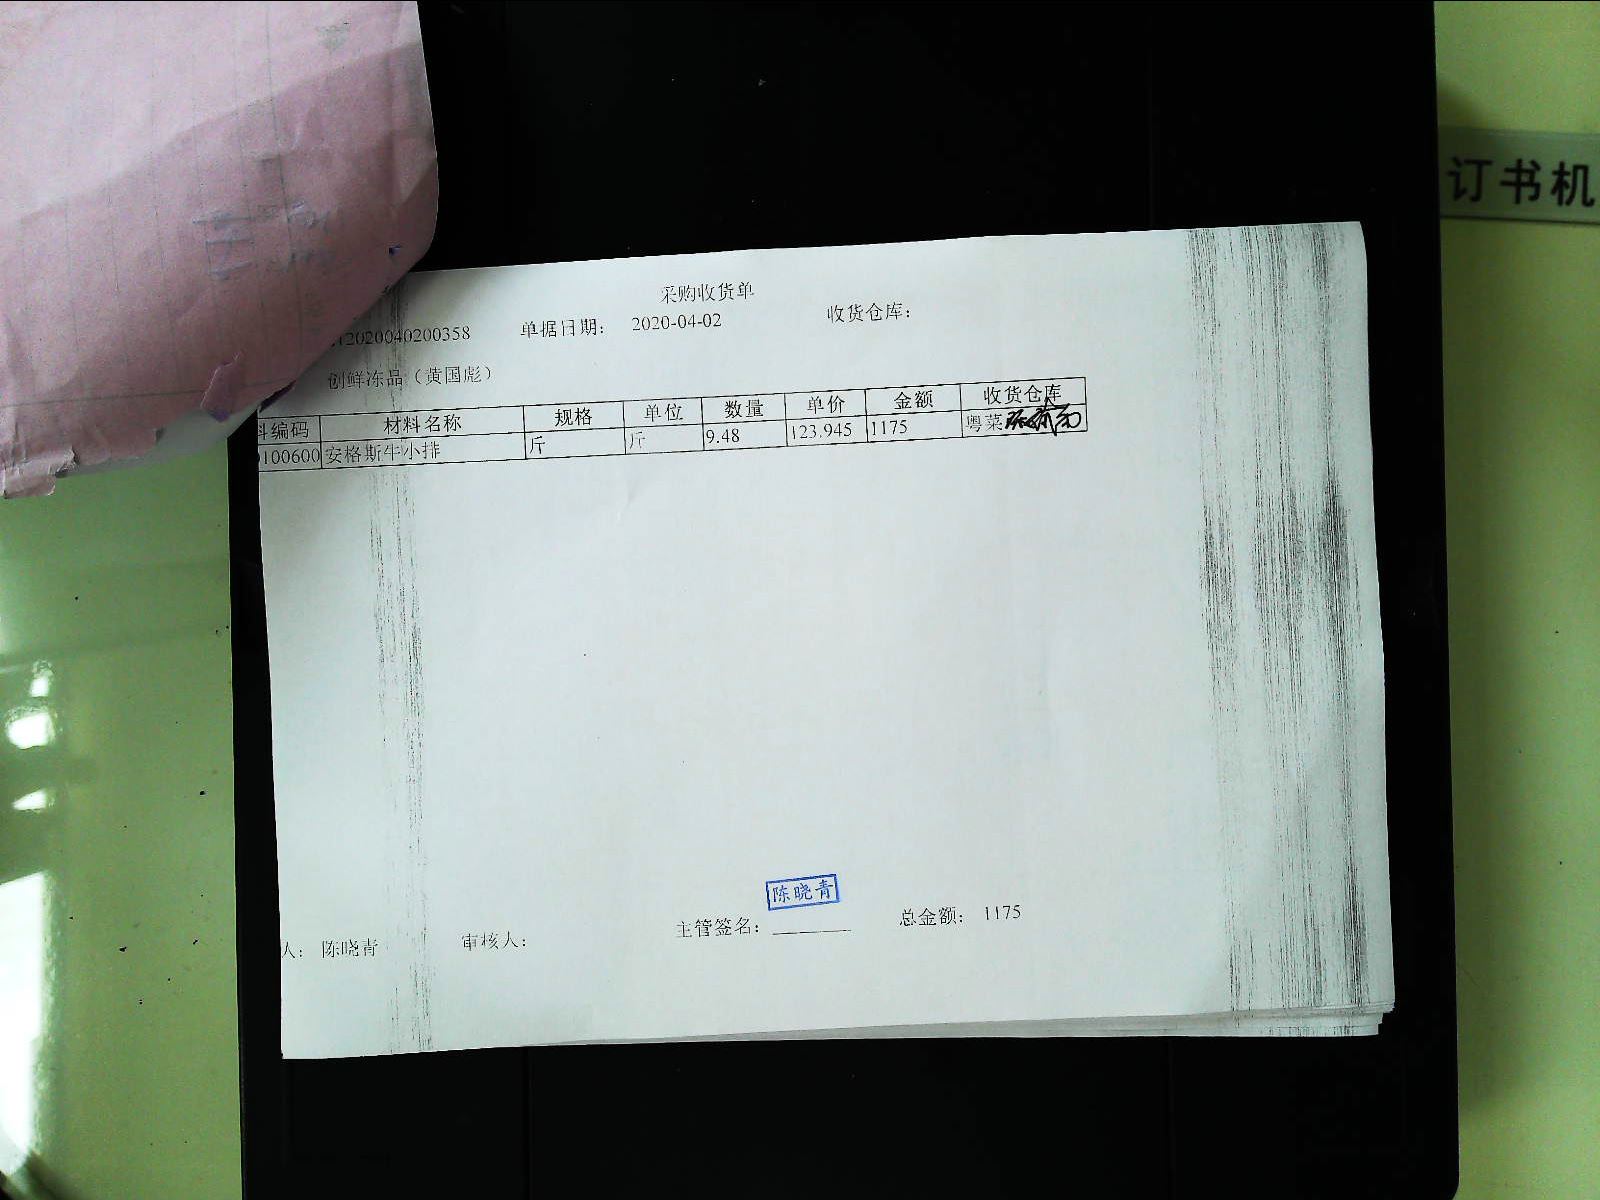 订书机
采购收货单
2020040200358 单据日期: 2020-04-02 收货仓库:
创鲜冻品（黄国彪）
料编码 材料名称 规格 单位 数量 单价 金额 收货仓库
100600 安格斯牛小排 斤 斤 9.48 123.945 1175 粤菜
陈晓青
人: 陈晓青 审核人: 主管签名: 总金额: 1175